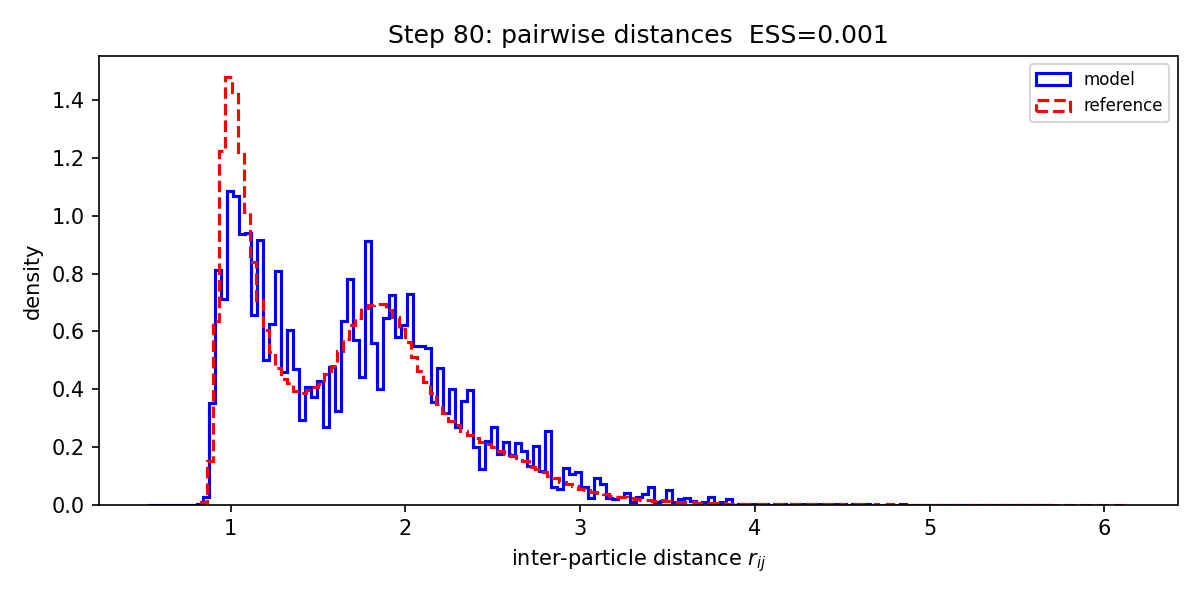 Step 80: pairwise distances  ESS=0.001
model
reference
density
1.4
1.2
1.0
0.8
0.6
0.4
0.2
0.0
1 2 3 4 5 6
inter-particle distance r_ij